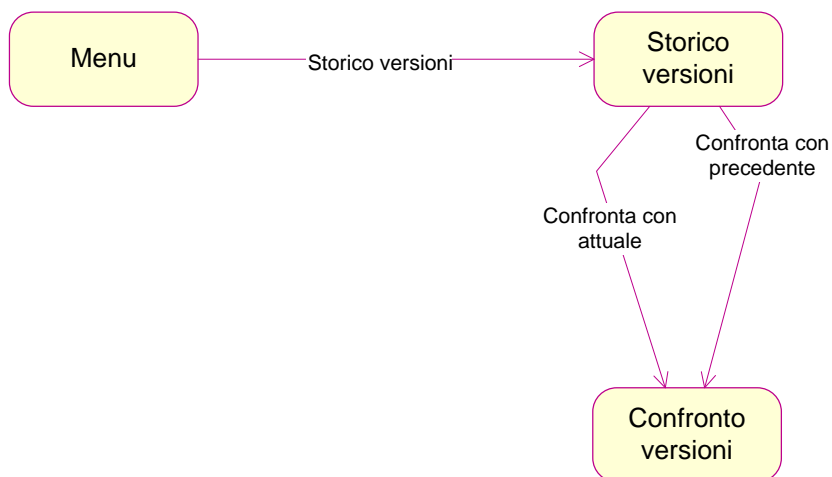 Menu
Storico versioni
Storico
versioni
Confronta con
precedente
Confronta con
attuale
Confronto
versioni